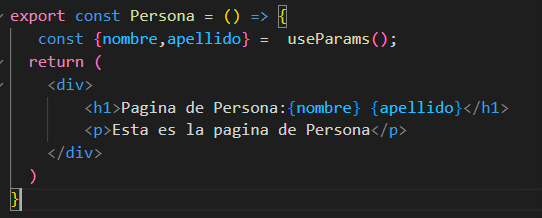 export const Persona = () => {
const {nombre,apellido} =  useParams();
return (
<div>
<h1>Pagina de Persona:{nombre} {apellido}</h1>
<p>Esta es la pagina de Persona</p>
</div>
)
}